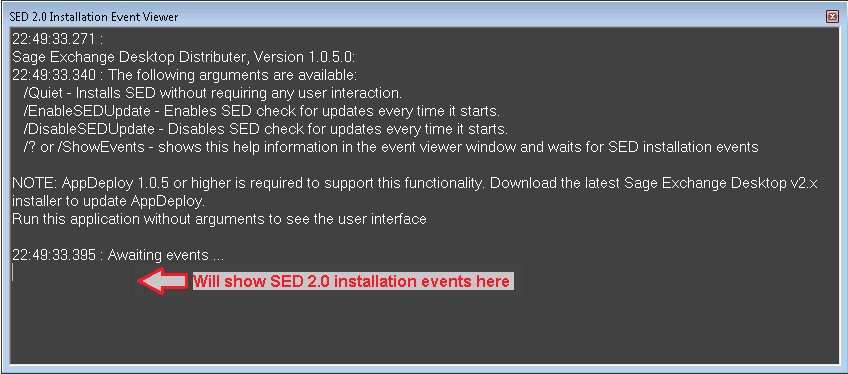 SED 2.0 Installation Event Viewer
22:49:33.271 :
Sage Exchange Desktop Distributer, Version 1.0.5.0:
22:49:33.340 : The following arguments are available:
/Quiet - Installs SED without requiring any user interaction.
/EnableSEDUpdate - Enables SED check for updates every time it starts.
/DisableSEDUpdate - Disables SED check for updates every time it starts.
/? or /ShowEvents - shows this help information in the event viewer window and waits for SED installation events
NOTE: AppDeploy 1.0.5 or higher is required to support this functionality. Download the latest Sage Exchange Desktop v2.x
installer to update AppDeploy.
Run this application without arguments to see the user interface
22:49:33.395 : Awaiting events ...
Will show SED 2.0 installation events here